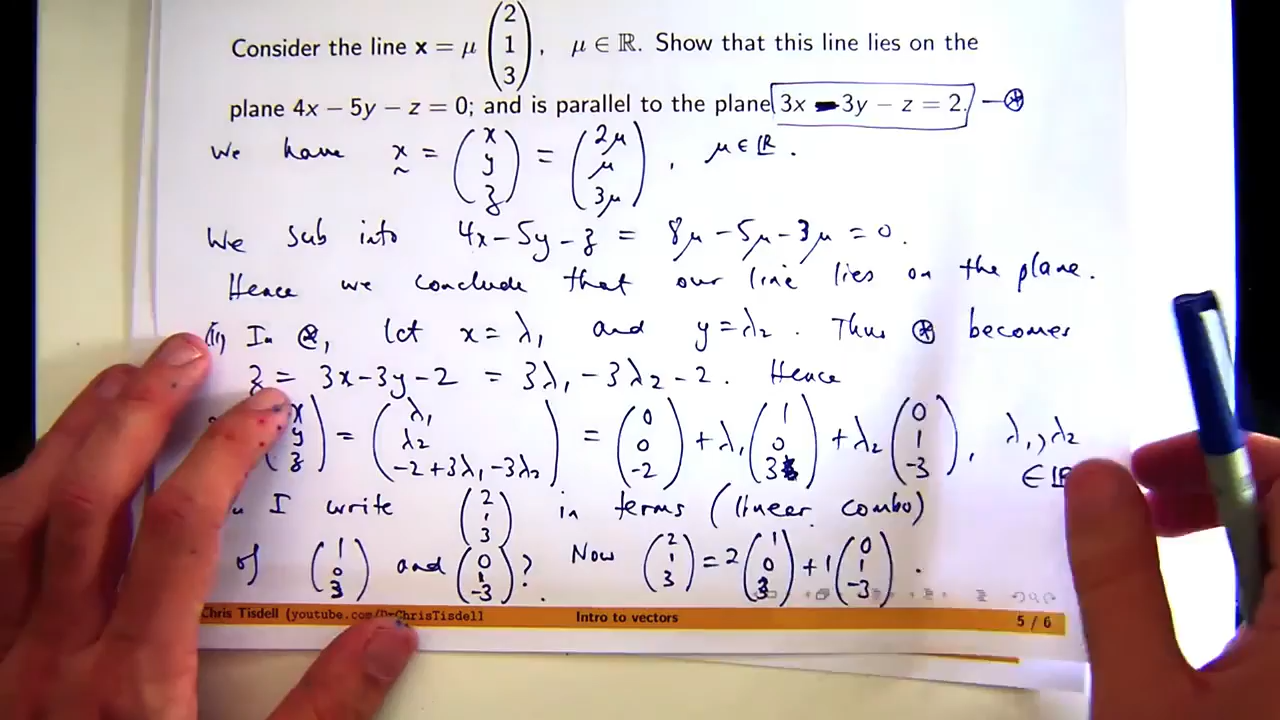 Consider the line x = μ (2 1 3), μ ∈ ℝ. Show that this line lies on the
plane 4x − 5y − z = 0; and is parallel to the plane 3x − 3y − z = 2. —⊛
We have x̰ = (x y z) = (2μ μ 3μ), μ ∈ ℝ.
We sub into 4x − 5y − z = 8μ − 5μ − 3μ = 0.
Hence we conclude that our line lies on the plane.
(ii) In ⊛, let x = λ₁ and y = λ₂. Thus ⊛ becomes
z = 3x − 3y − 2 = 3λ₁ − 3λ₂ − 2. Hence
(x y z) = (λ₁ λ₂ −2+3λ₁−3λ₂) = (0 0 −2) + λ₁ (1 0 3) + λ₂ (0 1 −3), λ₁, λ₂ ∈ ℝ
I write (2 1 3) in terms (linear combo)
of (1 0 3) and (0 1 −3)? Now (2 1 3) = 2 (1 0 3) + 1 (0 1 −3).
Chris Tisdell (youtube.com/DrChrisTisdell Intro to vectors 5 / 6